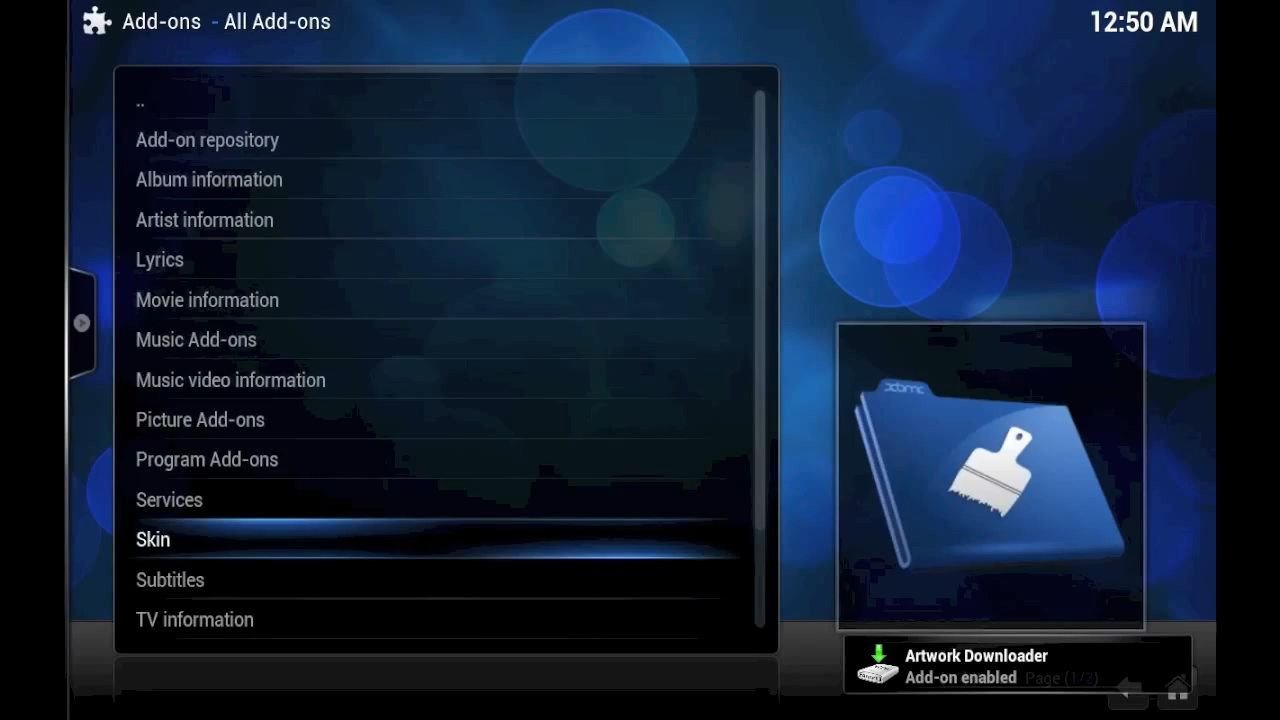 Add-ons - All Add-ons
12:50 AM
..
Add-on repository
Album information
Artist information
Lyrics
Movie information
Music Add-ons
Music video information
Picture Add-ons
Program Add-ons
Services
Skin
Subtitles
TV information
xbmc
Artwork Downloader
Add-on enabled
Page (1/2)